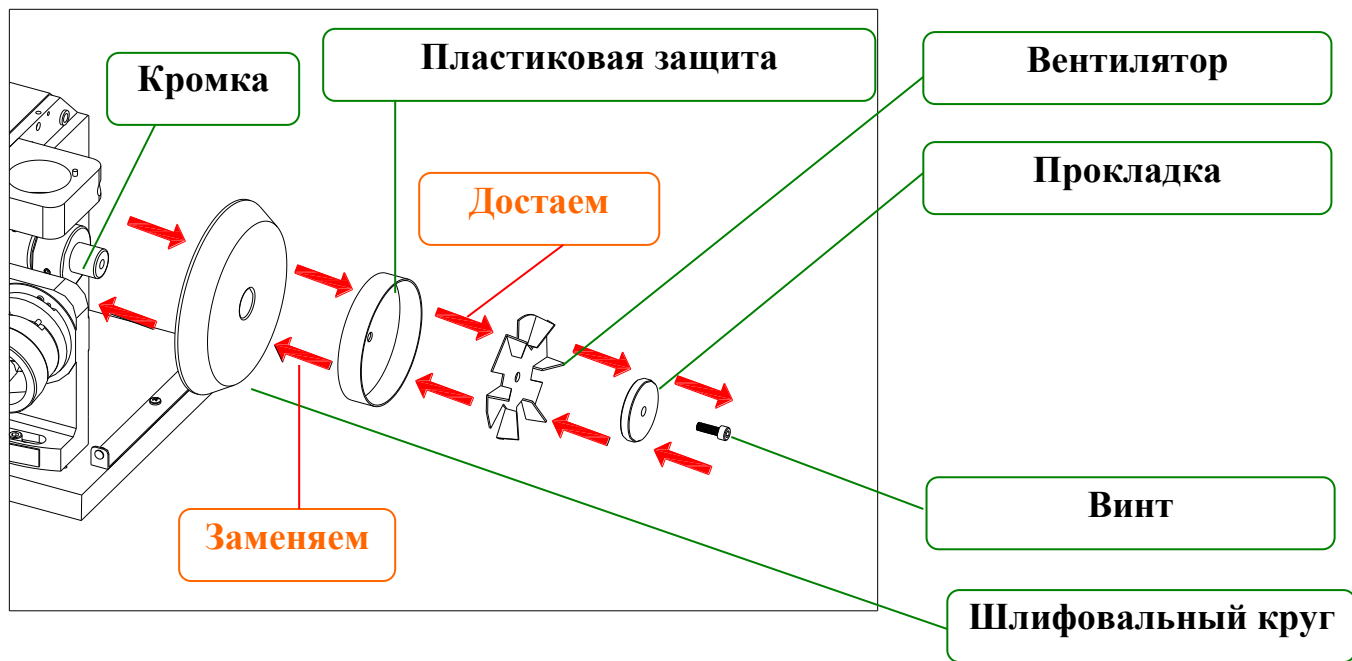 Кромка
Пластиковая защита
Вентилятор
Прокладка
Достаем
Винт
Заменяем
Шлифовальный круг